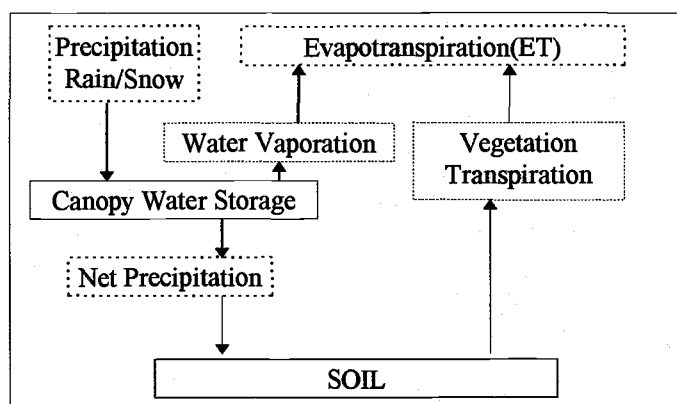 Precipitation
Rain/Snow
Evapotranspiration(ET)
Water Vaporation
Vegetation
Transpiration
Canopy Water Storage
Net Precipitation
SOIL